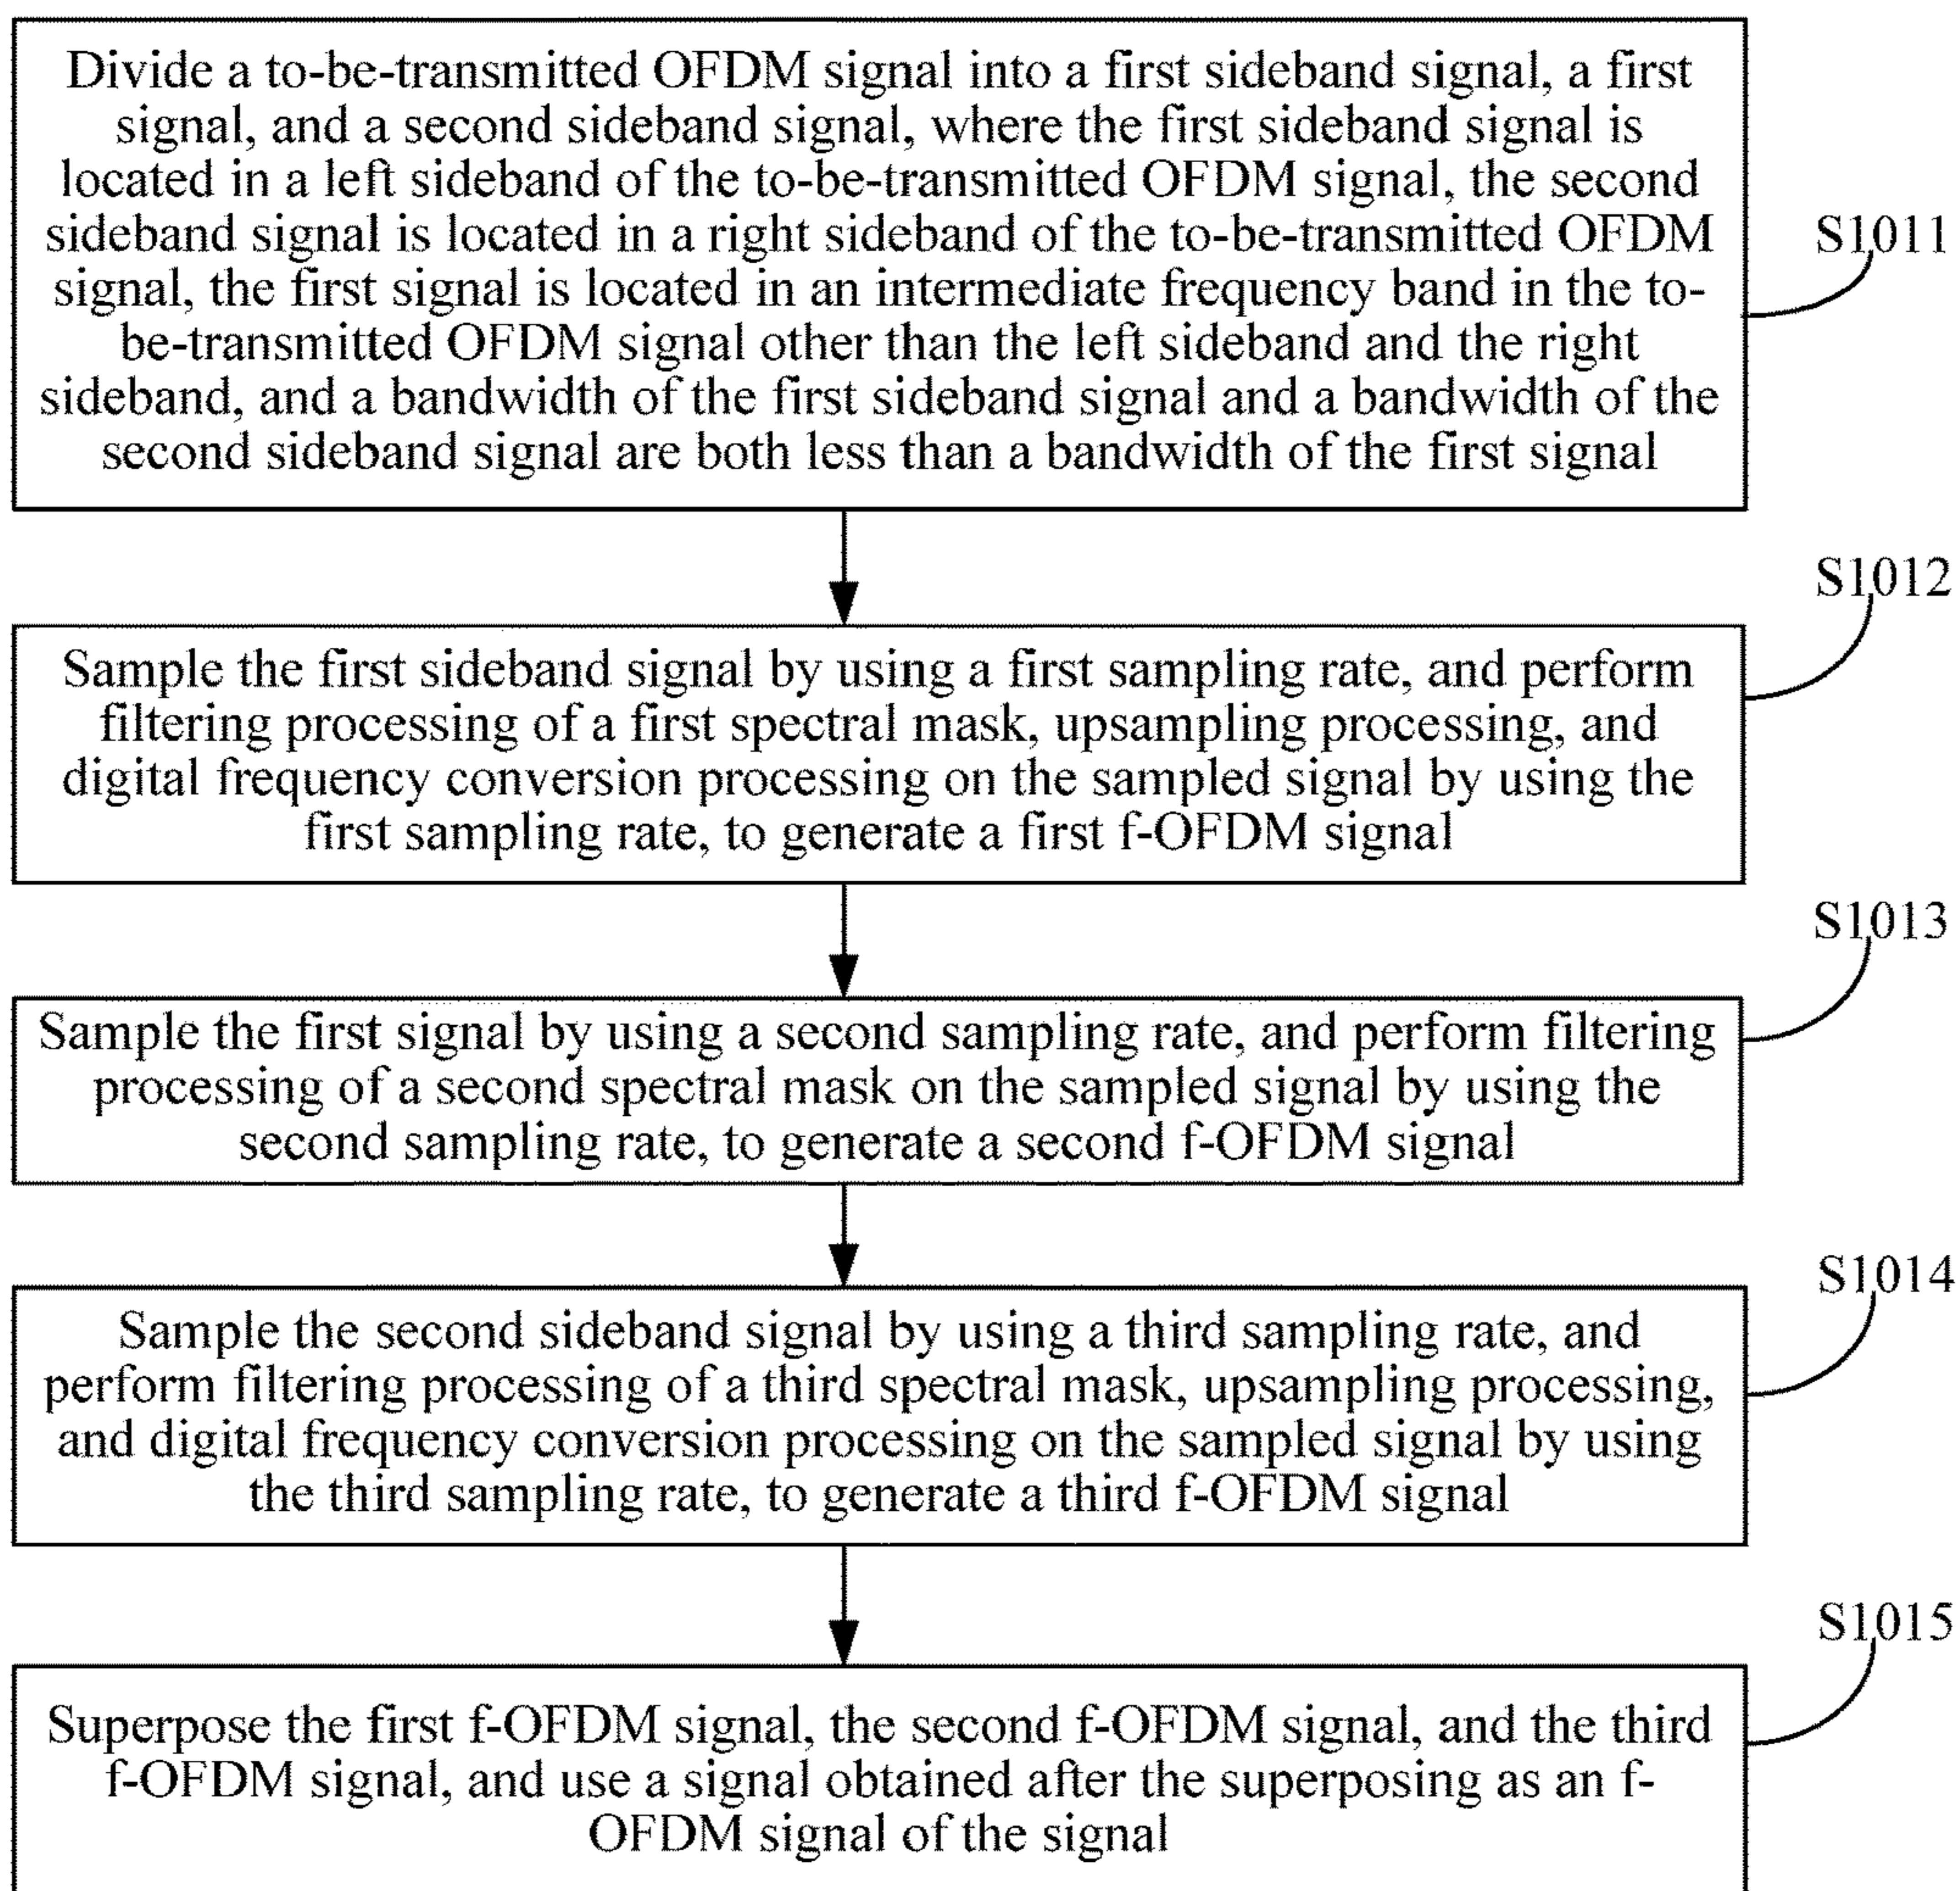 Divide a to-be-transmitted OFDM signal into a first sideband signal, a first
signal, and a second sideband signal, where the first sideband signal is
located in a left sideband of the to-be-transmitted OFDM signal, the second
sideband signal is located in a right sideband of the to-be-transmitted OFDM
signal, the first signal is located in an intermediate frequency band in the to-
be-transmitted OFDM signal other than the left sideband and the right
sideband, and a bandwidth of the first sideband signal and a bandwidth of the
second sideband signal are both less than a bandwidth of the first signal
S1011
S1012
Sample the first sideband signal by using a first sampling rate, and perform
filtering processing of a first spectral mask, upsampling processing, and
digital frequency conversion processing on the sampled signal by using the
first sampling rate, to generate a first f-OFDM signal
S1013
Sample the first signal by using a second sampling rate, and perform filtering
processing of a second spectral mask on the sampled signal by using the
second sampling rate, to generate a second f-OFDM signal
S1014
Sample the second sideband signal by using a third sampling rate, and
perform filtering processing of a third spectral mask, upsampling processing,
and digital frequency conversion processing on the sampled signal by using
the third sampling rate, to generate a third f-OFDM signal
S1015
Superpose the first f-OFDM signal, the second f-OFDM signal, and the third
f-OFDM signal, and use a signal obtained after the superposing as an f-
OFDM signal of the signal